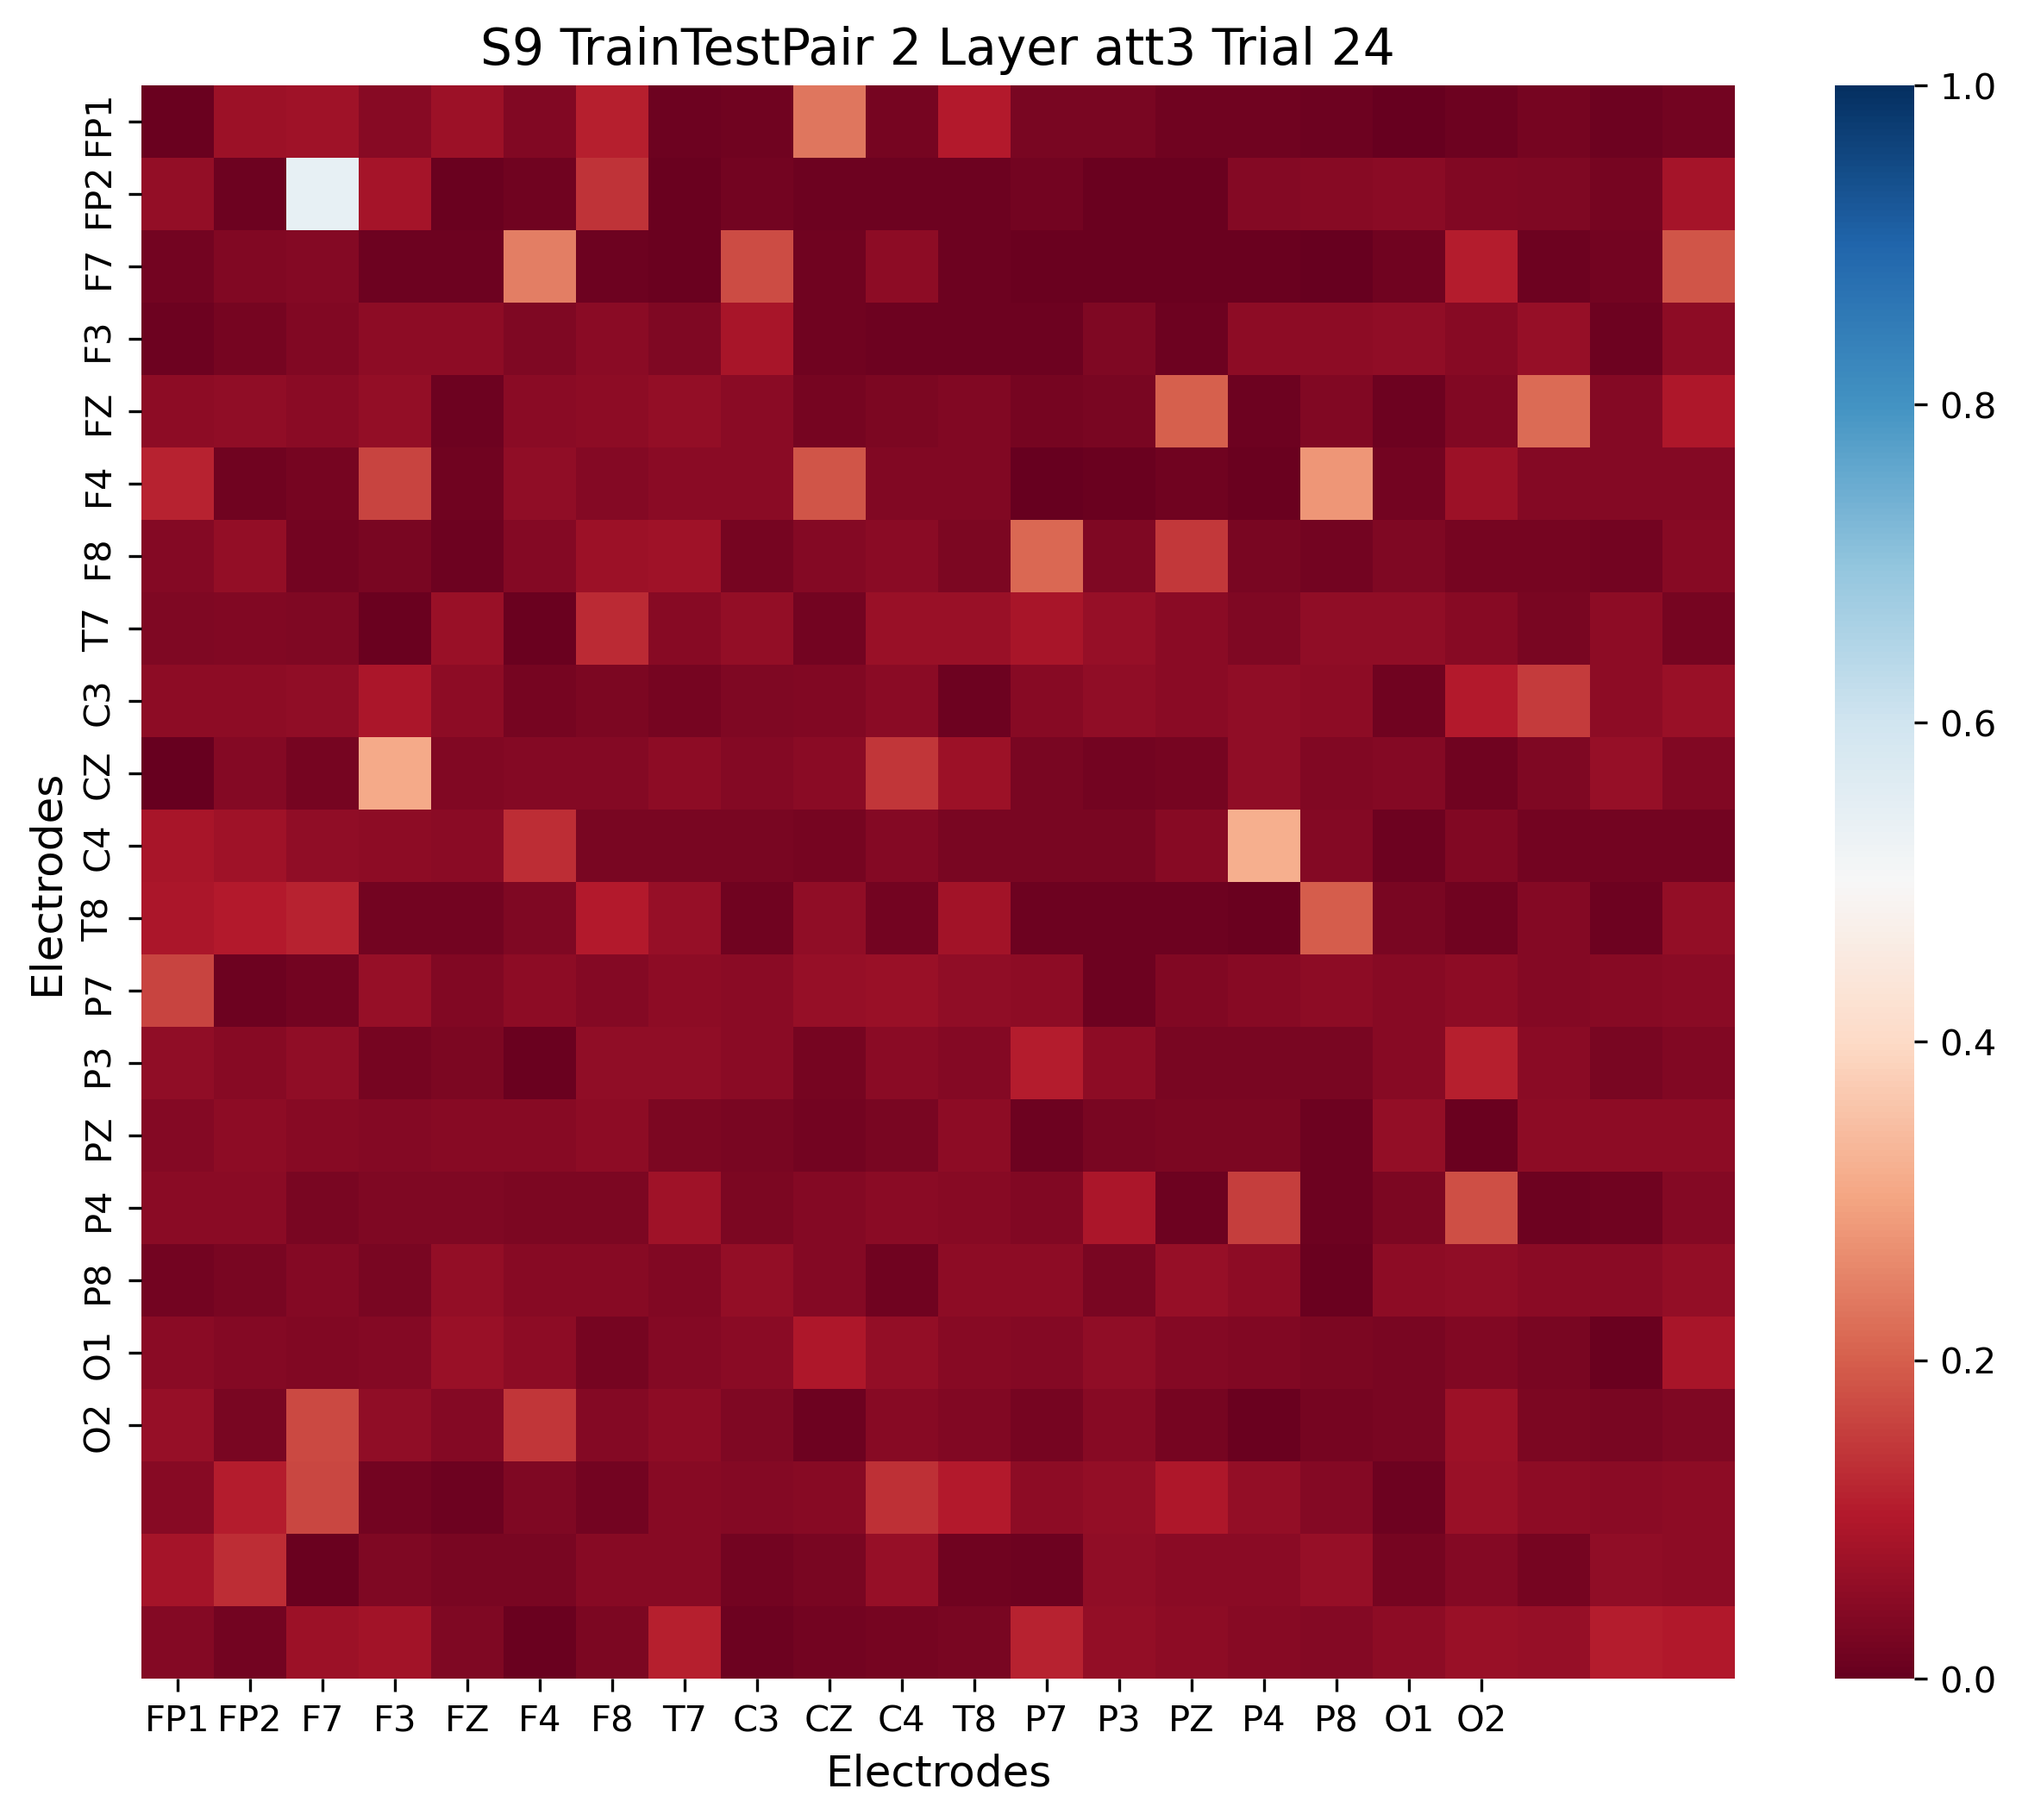 S9 TrainTestPair 2 Layer att3 Trial 24
Electrodes
FP1
FP2
F7
F3
FZ
F4
F8
T7
C3
CZ
C4
T8
P7
P3
PZ
P4
P8
O1
O2
1.0
0.8
0.6
0.4
0.2
0.0
FP1 FP2 F7 F3 FZ F4 F8 T7 C3 CZ C4 T8 P7 P3 PZ P4 P8 O1 O2
Electrodes